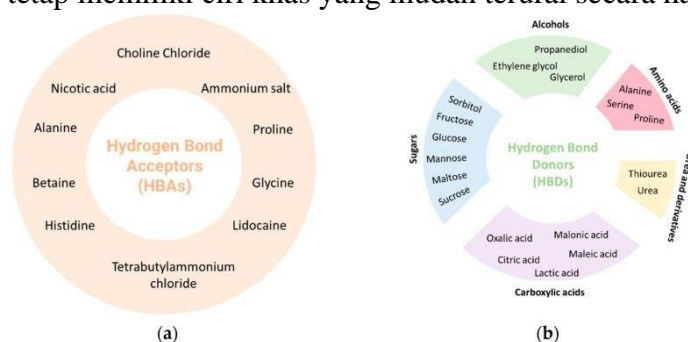 tetap memiliki ciri khas yang mudah terurai secara
Choline Chloride
Nicotic acid
Ammonium salt
Alanine
Proline
Hydrogen Bond
Acceptors
(HBAs)
Betaine
Glycine
Histidine
Lidocaine
Tetrabutylammonium
chloride
(a)
Alcohols
Propanediol
Ethylene glycol
Glycerol
Amino acids
Alanine
Serine
Proline
Sugars
Sorbitol
Fructose
Glucose
Mannose
Maltose
Sucrose
Hydrogen Bond
Donors
(HBDs)
Urea and derivatives
Thiourea
Urea
Oxalic acid
Malonic acid
Citric acid
Maleic acid
Lactic acid
Carboxylic acids
(b)